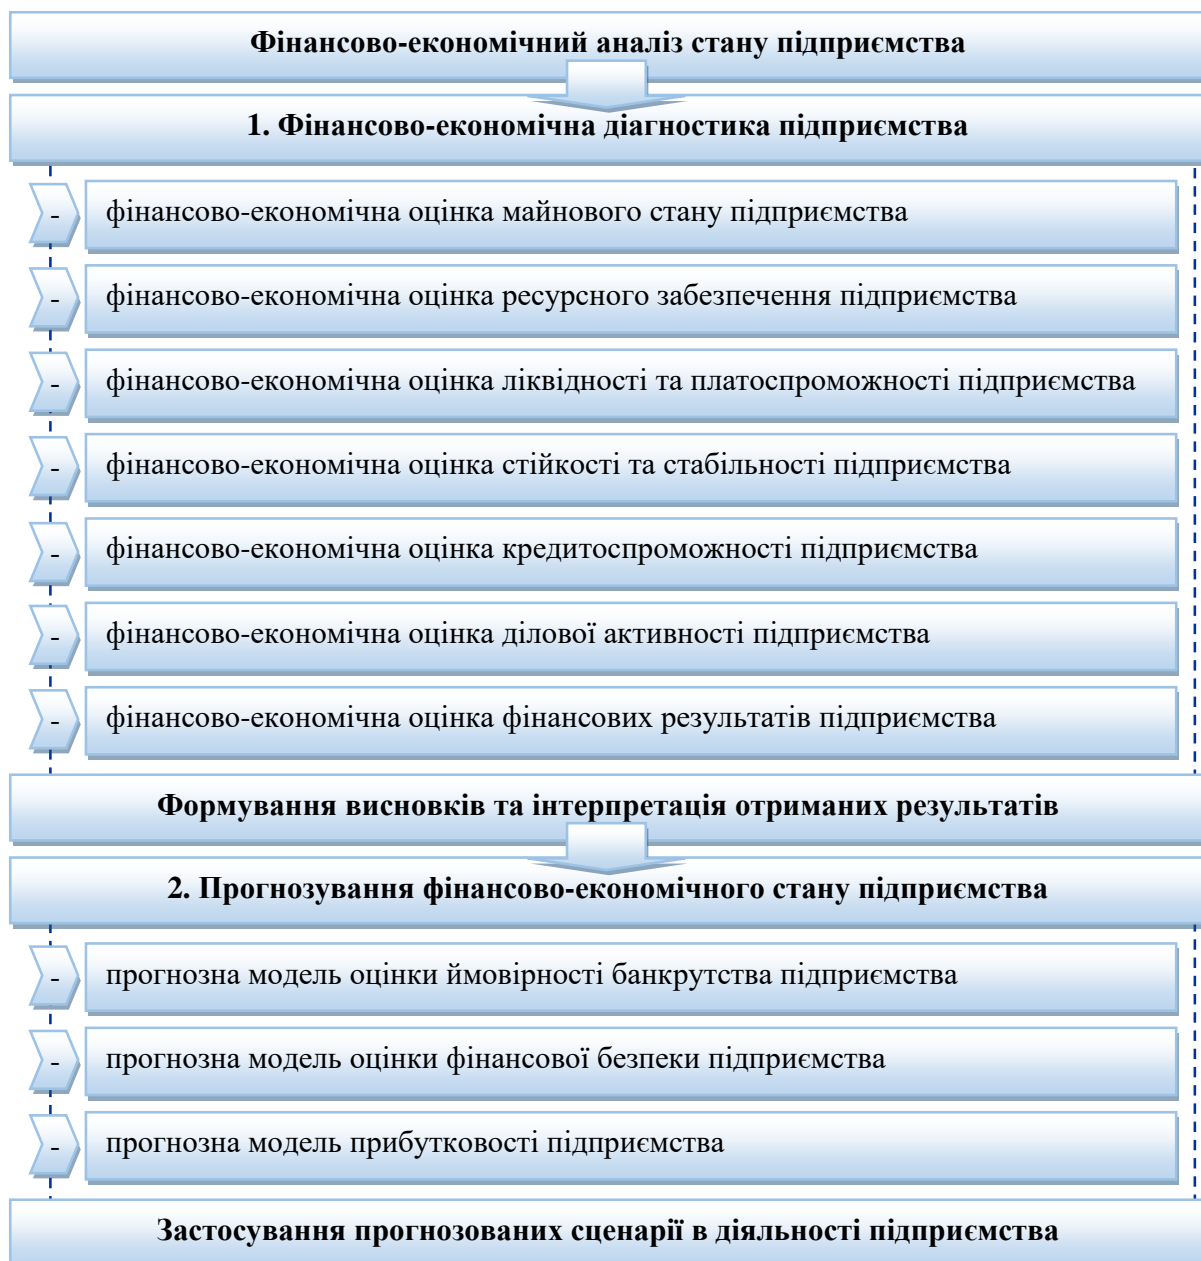 Фінансово-економічний аналіз стану підприємства
1. Фінансово-економічна діагностика підприємства
- фінансово-економічна оцінка майнового стану підприємства
- фінансово-економічна оцінка ресурсного забезпечення підприємства
- фінансово-економічна оцінка ліквідності та платоспроможності підприємства
- фінансово-економічна оцінка стійкості та стабільності підприємства
- фінансово-економічна оцінка кредитоспроможності підприємства
- фінансово-економічна оцінка ділової активності підприємства
- фінансово-економічна оцінка фінансових результатів підприємства
Формування висновків та інтерпретація отриманих результатів
2. Прогнозування фінансово-економічного стану підприємства
- прогнозна модель оцінки ймовірності банкрутства підприємства
- прогнозна модель оцінки фінансової безпеки підприємства
- прогнозна модель прибутковості підприємства
Застосування прогнозованих сценарії в діяльності підприємства